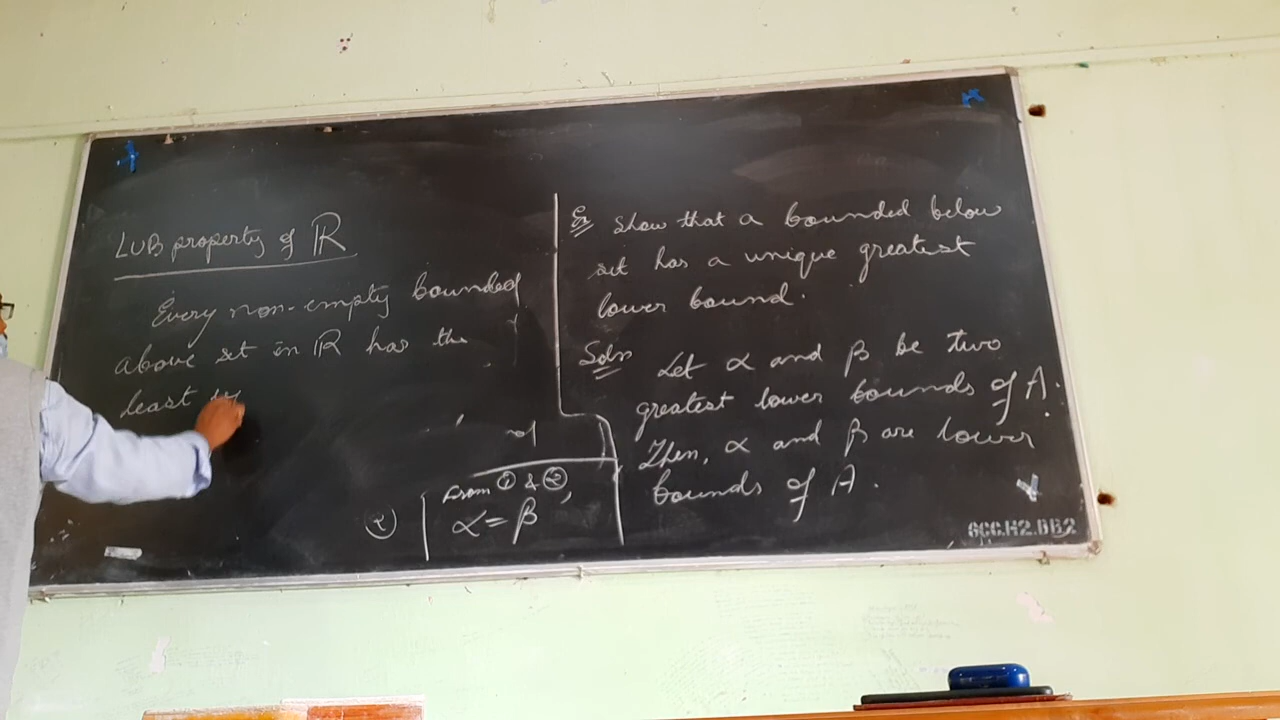 LUB property of ℝ
Every non-empty bounded
above set in ℝ has the
least
of
From ① & ②,
α = β
Ex Show that a bounded below
set has a unique greatest
lower bound.
Soln Let α and β be two
greatest lower bounds of A.
Then, α and β are lower
bounds of A.
GCC.H2.BB2